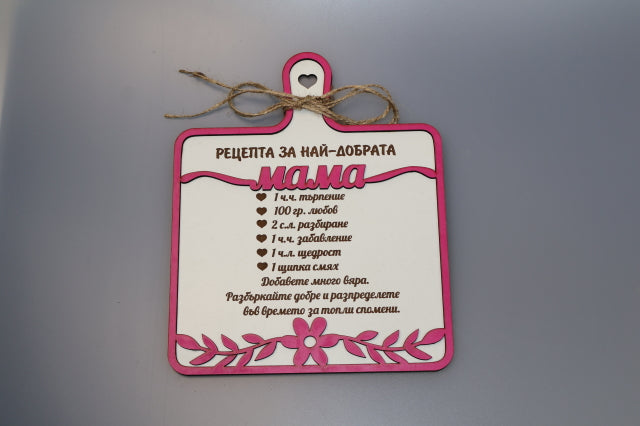 РЕЦЕПТА ЗА НАЙ-ДОБРАТА
мама
1 ч.ч. търпение
100 гр. любов
2 с.л. разбиране
1 ч.ч. забавление
1 ч.л. щедрост
1 щипка смях
Добавете много вяра.
Разбъркайте добре и разпределете
във времето за топли спомени.